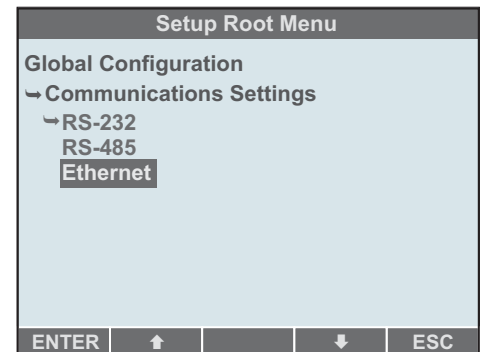 Setup Root Menu
Global Configuration
➥Communications Settings
➥RS-232
RS-485
Ethernet
ENTER ⬆ ⬇ ESC